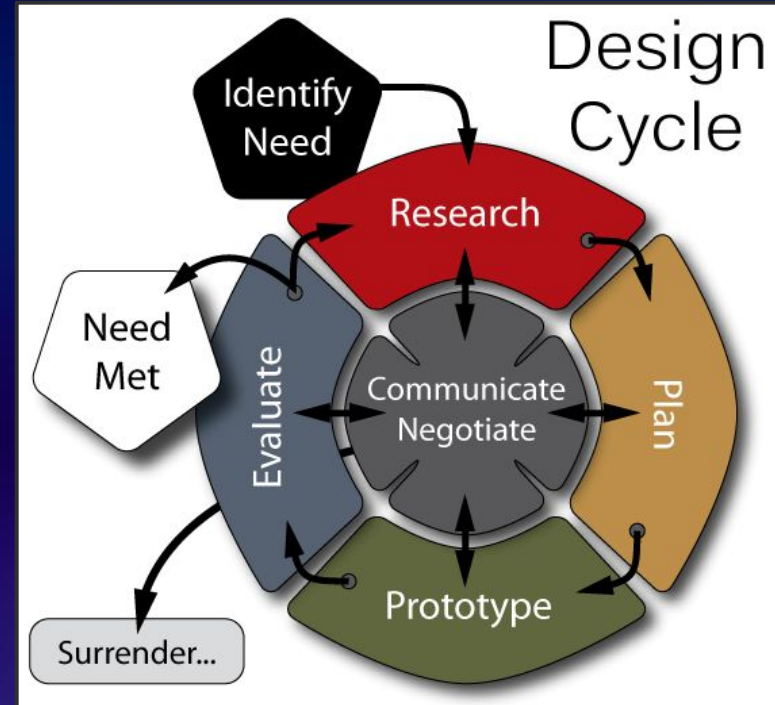 Design
Cycle
Identify
Need
Research
Need
Met
Evaluate
Communicate
Negotiate
Plan
Prototype
Surrender...